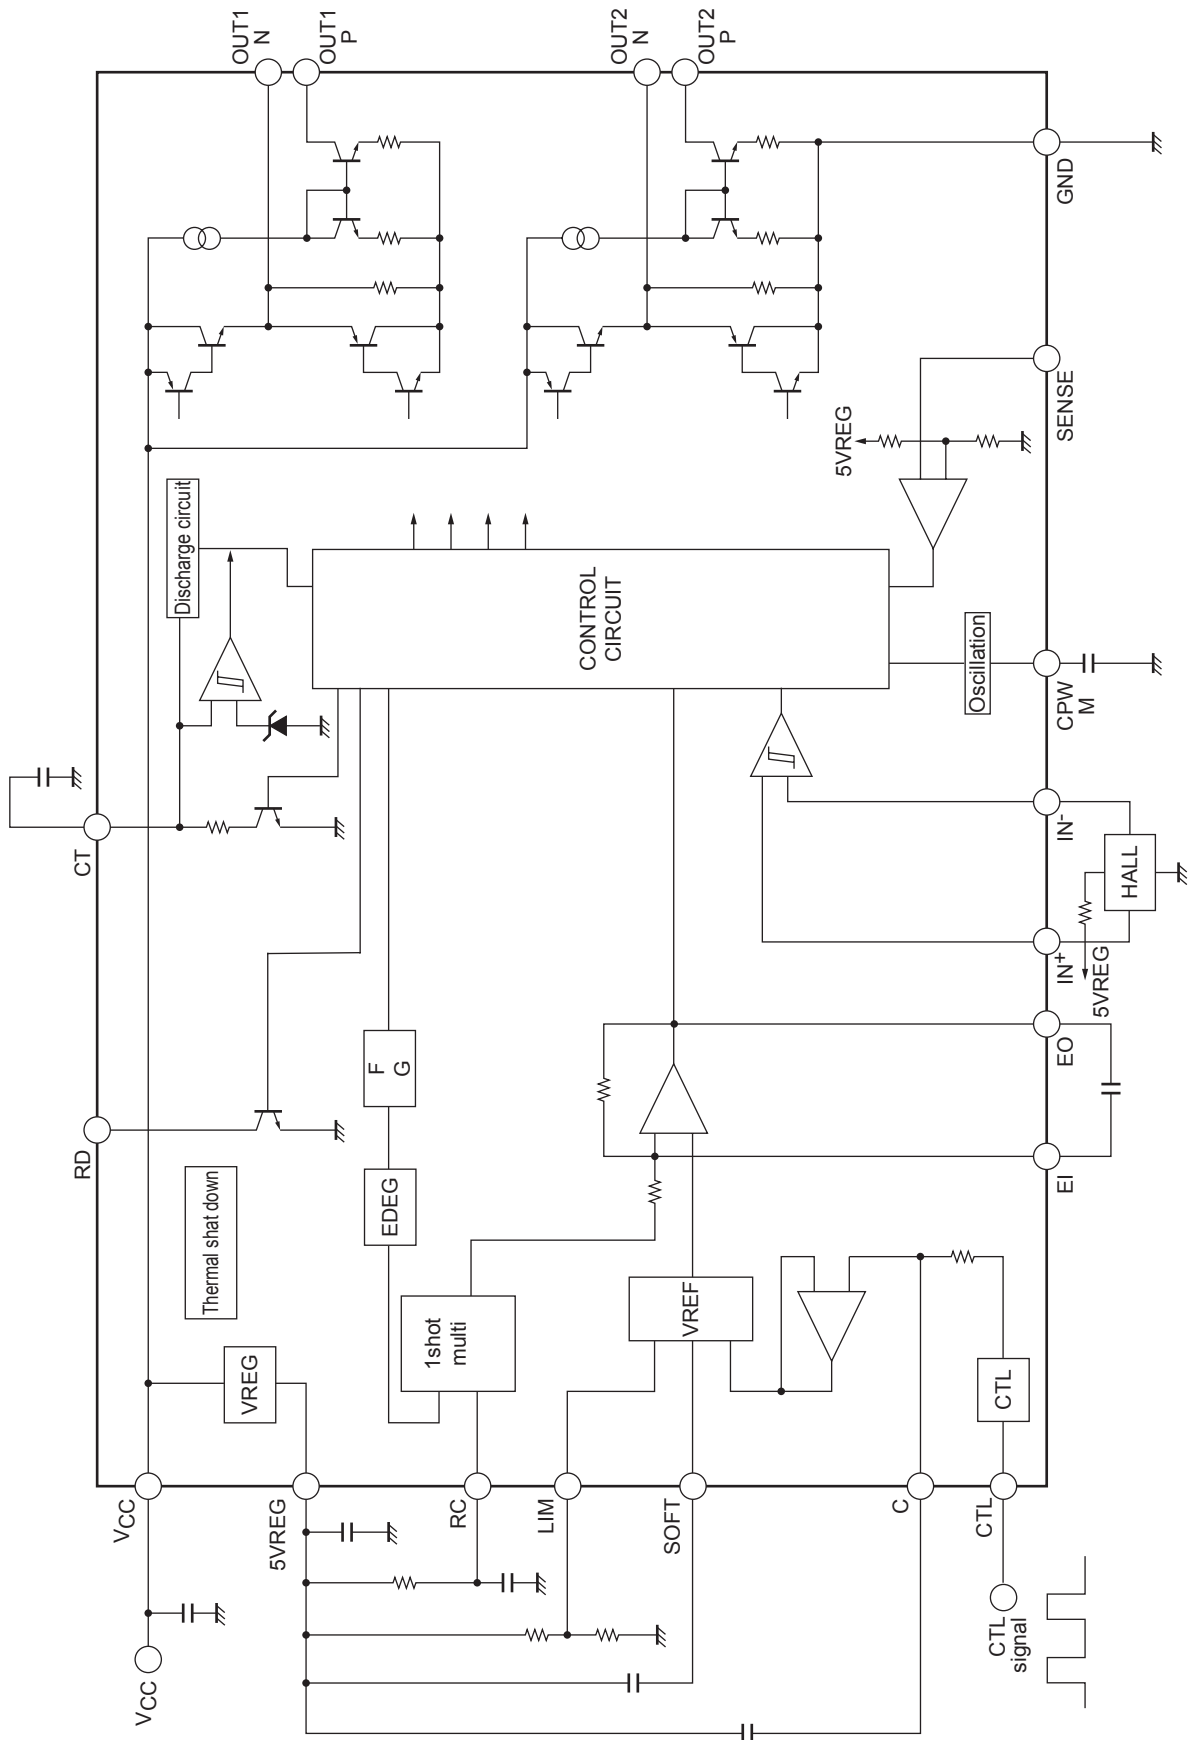 OUT1
N
OUT1
P
OUT2
N
OUT2
P
GND
SENSE
5VREG
Discharge circuit
CONTROL
CIRCUIT
Oscillation
CPW
M
CT
IN-
HALL
IN+
5VREG
F
G
EO
RD
EDEG
EI
Thermal shat down
VREF
1shot
multi
VREG
CTL
VCC
5VREG
RC
LIM
SOFT
C
CTL
VCC
CTL
signal